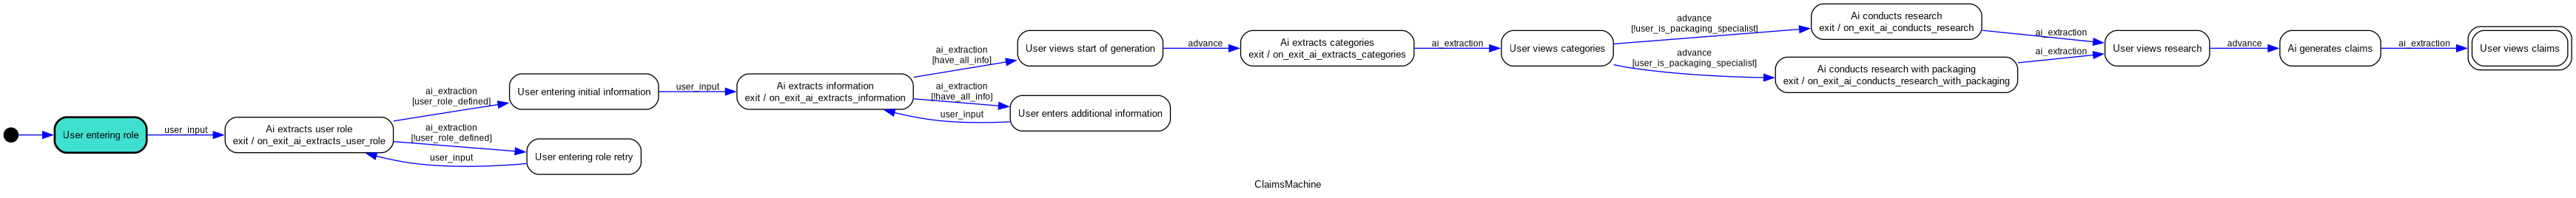 User entering role
user_input
Ai extracts user role
exit / on_exit_ai_extracts_user_role
ai_extraction
[user_role_defined]
ai_extraction
[!user_role_defined]
user_input
User entering initial information
User entering role retry
user_input
Ai extracts information
exit / on_exit_ai_extracts_information
ai_extraction
[have_all_info]
ai_extraction
[!have_all_info]
user_input
User views start of generation
User enters additional information
advance
Ai extracts categories
exit / on_exit_ai_extracts_categories
ai_extraction
User views categories
advance
[!user_is_packaging_specialist]
advance
[user_is_packaging_specialist]
Ai conducts research
exit / on_exit_ai_conducts_research
Ai conducts research with packaging
exit / on_exit_ai_conducts_research_with_packaging
ai_extraction
ai_extraction
User views research
advance
Ai generates claims
ai_extraction
User views claims
ClaimsMachine